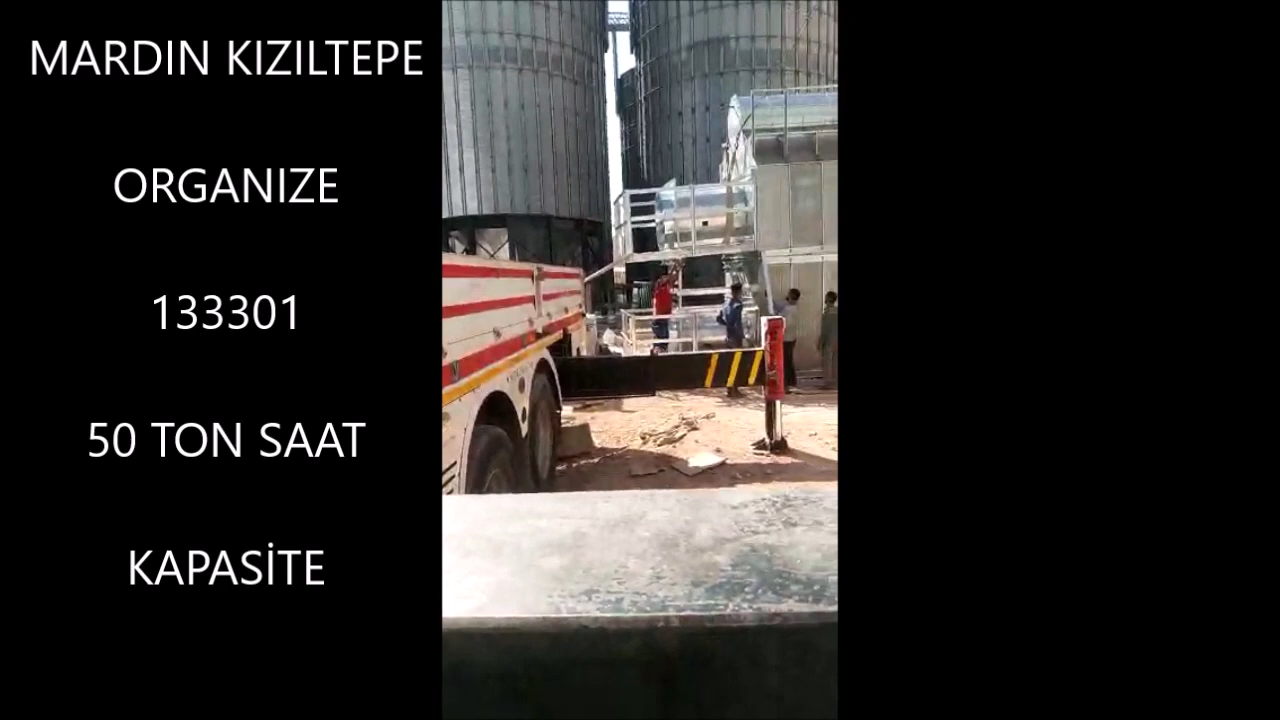 MARDIN KIZILTEPE
ORGANIZE
133301
50 TON SAAT
KAPASİTE